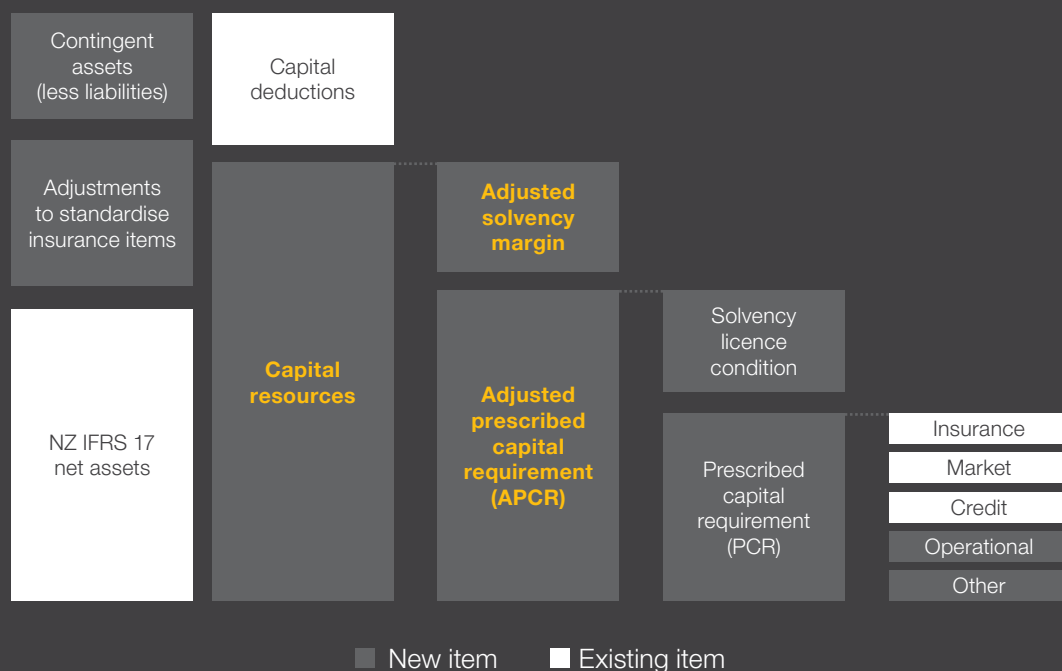 Contingent
assets
(less liabilities)
Adjustments
to standardise
insurance items
NZ IFRS 17
net assets
Capital
deductions
Capital
resources
Adjusted
solvency
margin
Adjusted
prescribed
capital
requirement
(APCR)
Solvency
licence
condition
Prescribed
capital
requirement
(PCR)
Insurance
Market
Credit
Operational
Other
New item
Existing item